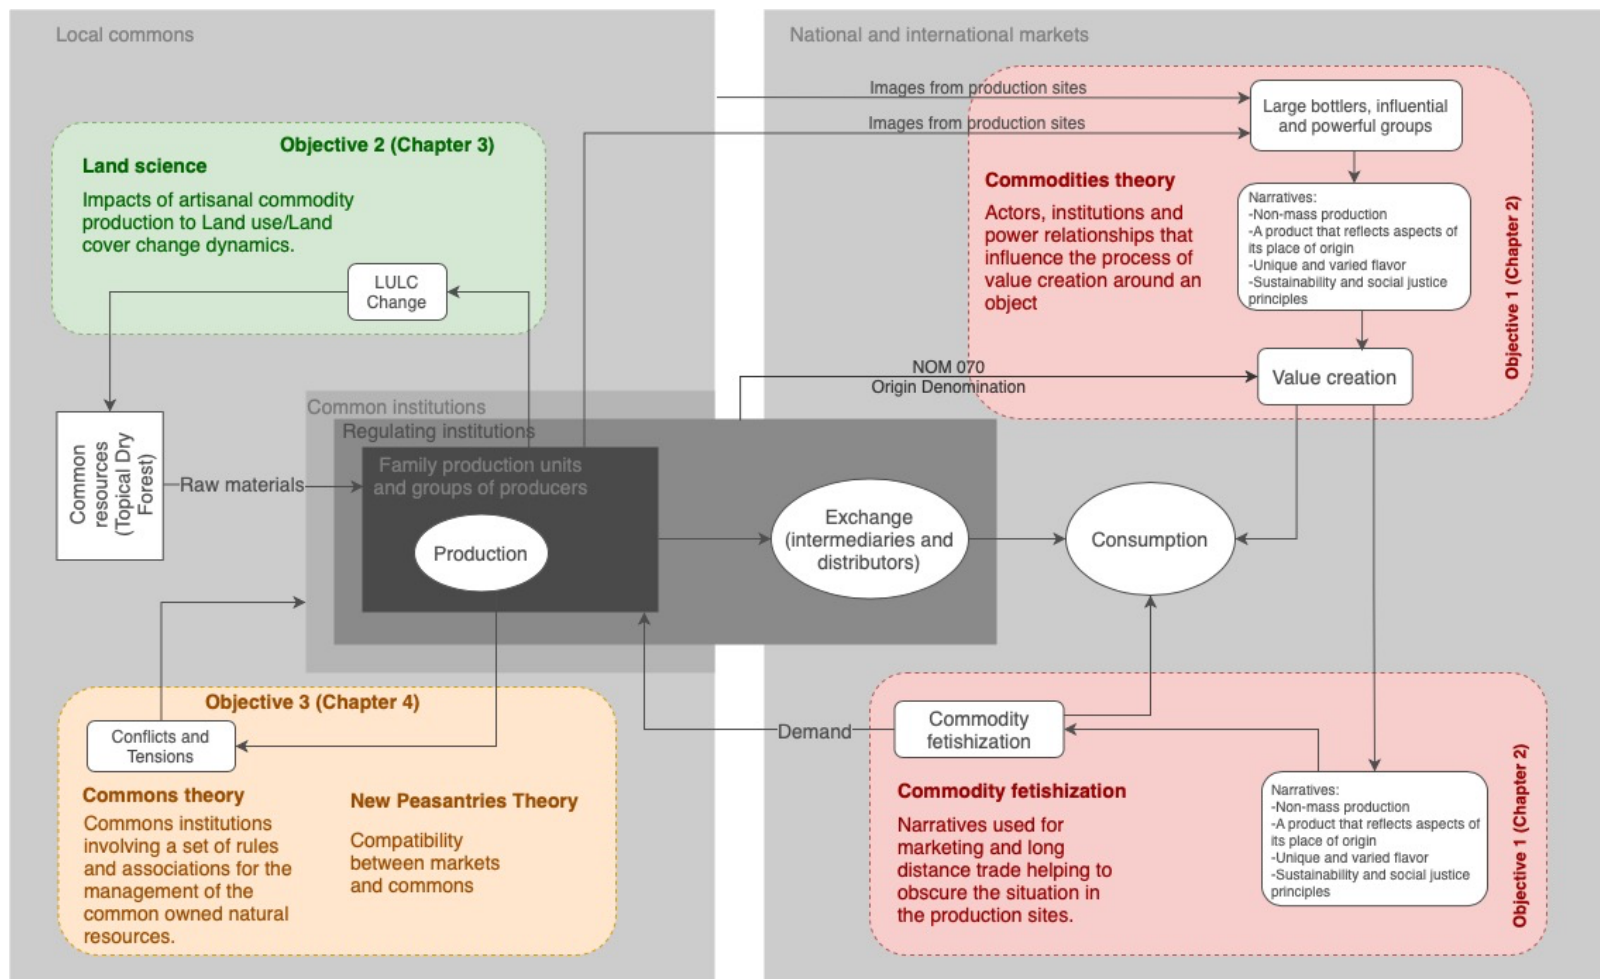 Local commons
National and international markets
Images from production sites
Images from production sites
Large bottlers, influential
and powerful groups
Objective 2 (Chapter 3)
Land science
Impacts of artisanal commodity
production to Land use/Land
cover change dynamics.
LULC
Change
Commodities theory
Actors, institutions and
power relationships that
influence the process of
value creation around an
object
Narratives:
-Non-mass production
-A product that reflects aspects of
its place of origin
-Unique and varied flavor
-Sustainability and social justice
principles
Objective 1 (Chapter 2)
NOM 070
Origin Denomination
Value creation
Common institutions
Regulating institutions
Family production units
and groups of producers
Common
resources
(Topical Dry
Forest)
Raw materials
Production
Exchange
(intermediaries and
distributors)
Consumption
Objective 3 (Chapter 4)
Conflicts and
Tensions
Commons theory
Commons institutions
involving a set of rules
and associations for the
management of the
common owned natural
resources.
New Peasantries Theory
Compatibility
between markets
and commons
Demand
Commodity
fetishization
Commodity fetishization
Narratives used for
marketing and long
distance trade helping to
obscure the situation in
the production sites.
Narratives:
-Non-mass production
-A product that reflects aspects of
its place of origin
-Unique and varied flavor
-Sustainability and social justice
principles
Objective 1 (Chapter 2)